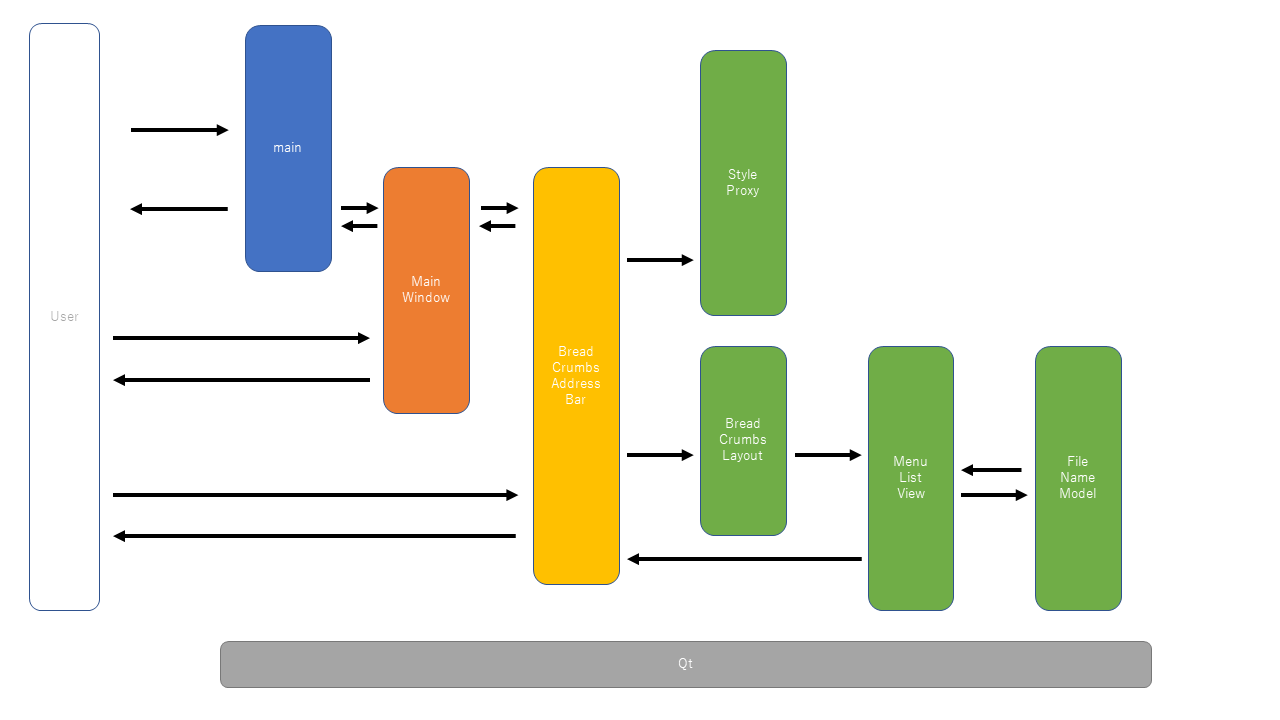 User
main
Main
Window
Bread
Crumbs
Address
Bar
Style
Proxy
Bread
Crumbs
Layout
Menu
List
View
File
Name
Model
Qt